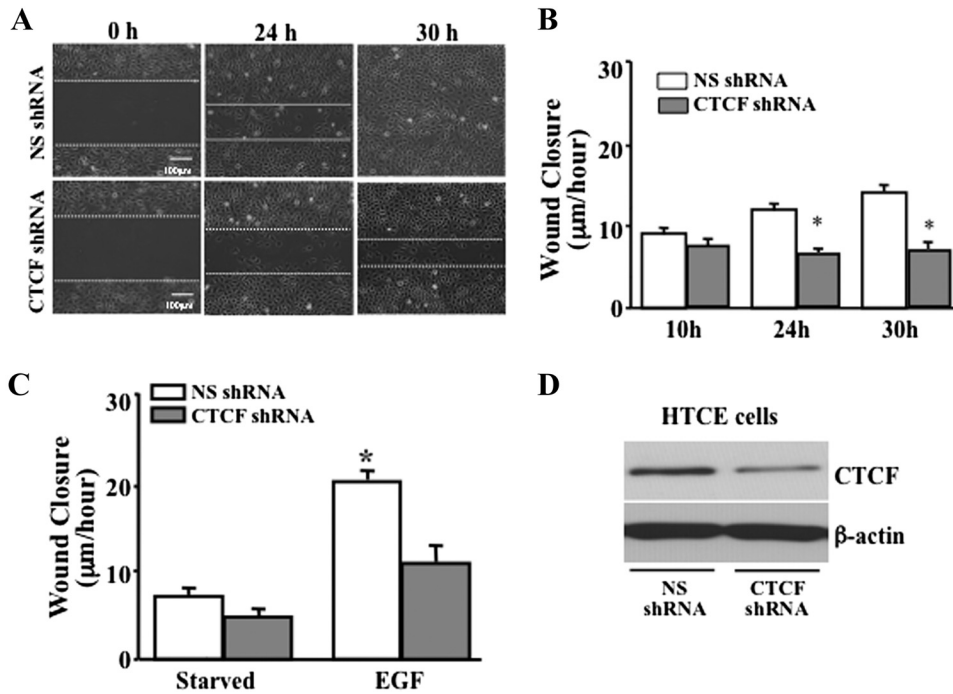 A
0 h
24 h
30 h
NS shRNA
100μm
CTCF shRNA
100μm
B
Wound Closure
(μm/hour)
30
20
10
0
NS shRNA
CTCF shRNA
*
*
10h
24h
30h
C
Wound Closure
(μm/hour)
30
20
10
0
NS shRNA
CTCF shRNA
*
Starved
EGF
D
HTCE cells
CTCF
β-actin
NS
shRNA
CTCF
shRNA